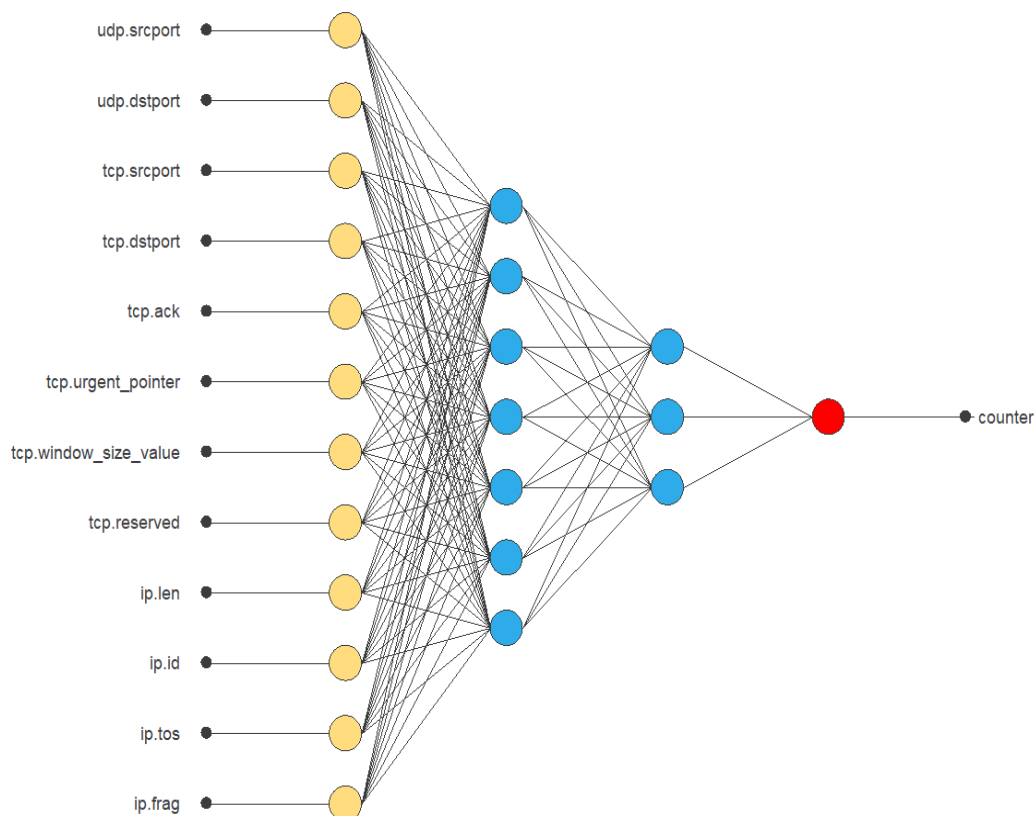 udp.srcport
udp.dstport
tcp.srcport
tcp.dstport
tcp.ack
tcp.urgent_pointer
tcp.window_size_value
tcp.reserved
ip.len
ip.id
ip.tos
ip.frag
counter